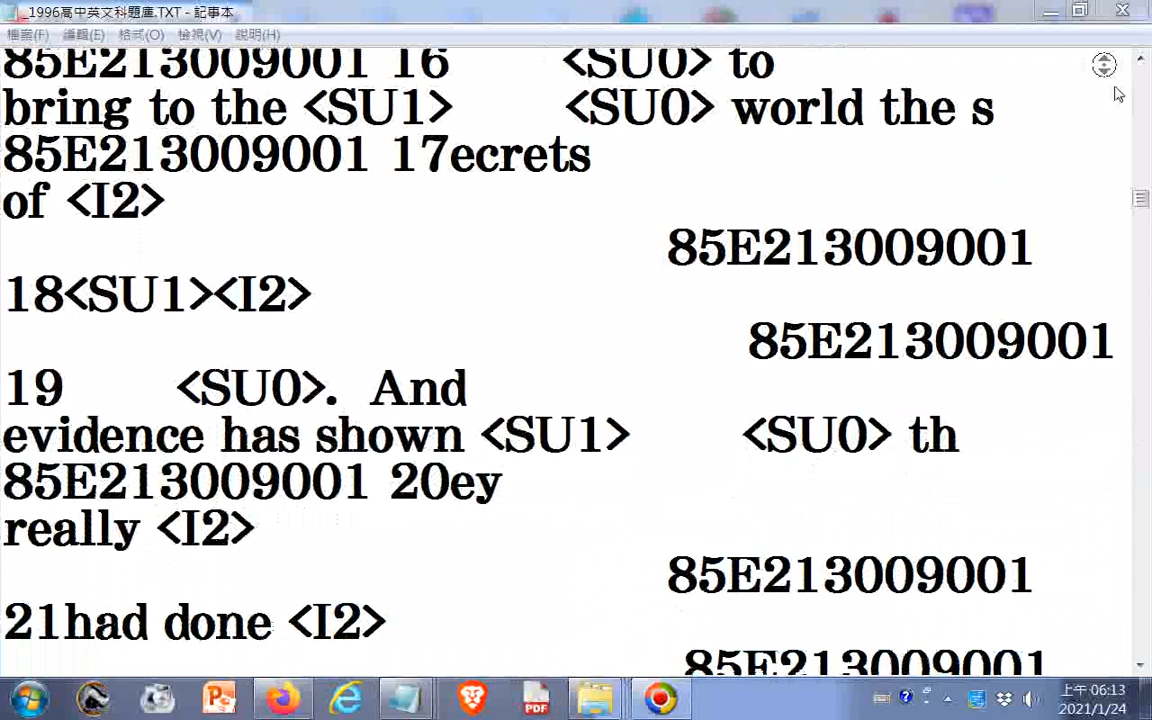 _1996高中英文科題庫.TXT - 記事本
檔案(F) 編輯(E) 格式(O) 檢視(V) 說明(H)
85E213009001 16 <SU0> to
bring to the <SU1> <SU0> world the s
85E213009001 17ecrets
of <I2>
85E213009001
18<SU1><I2>
85E213009001
19 <SU0>. And
evidence has shown <SU1> <SU0> th
85E213009001 20ey
really <I2>
85E213009001
21had done <I2>
85E213009001
PDF
上午 06:13
2021/1/24